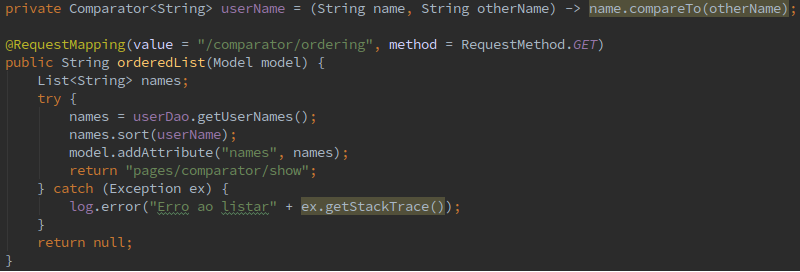 private Comparator<String> userName = (String name, String otherName) -> name.compareTo(otherName);
@RequestMapping(value = "/comparator/ordering", method = RequestMethod.GET)
public String orderedList(Model model) {
List<String> names;
try {
names = userDao.getUserNames();
names.sort(userName);
model.addAttribute("names", names);
return "pages/comparator/show";
} catch (Exception ex) {
log.error("Erro ao listar" + ex.getStackTrace());
}
return null;
}